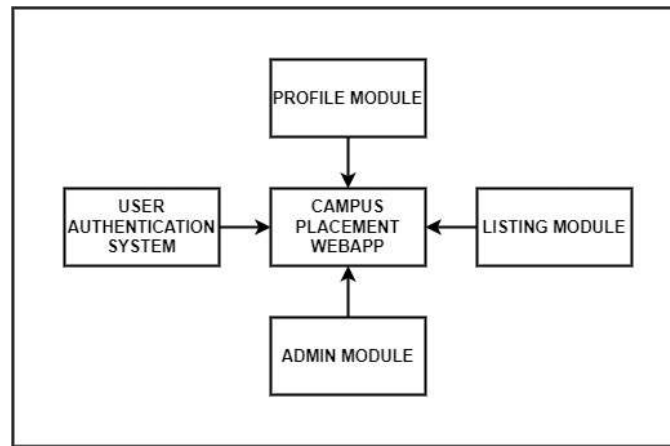 PROFILE MODULE
USER
AUTHENTICATION
SYSTEM
CAMPUS
PLACEMENT
WEBAPP
LISTING MODULE
ADMIN MODULE